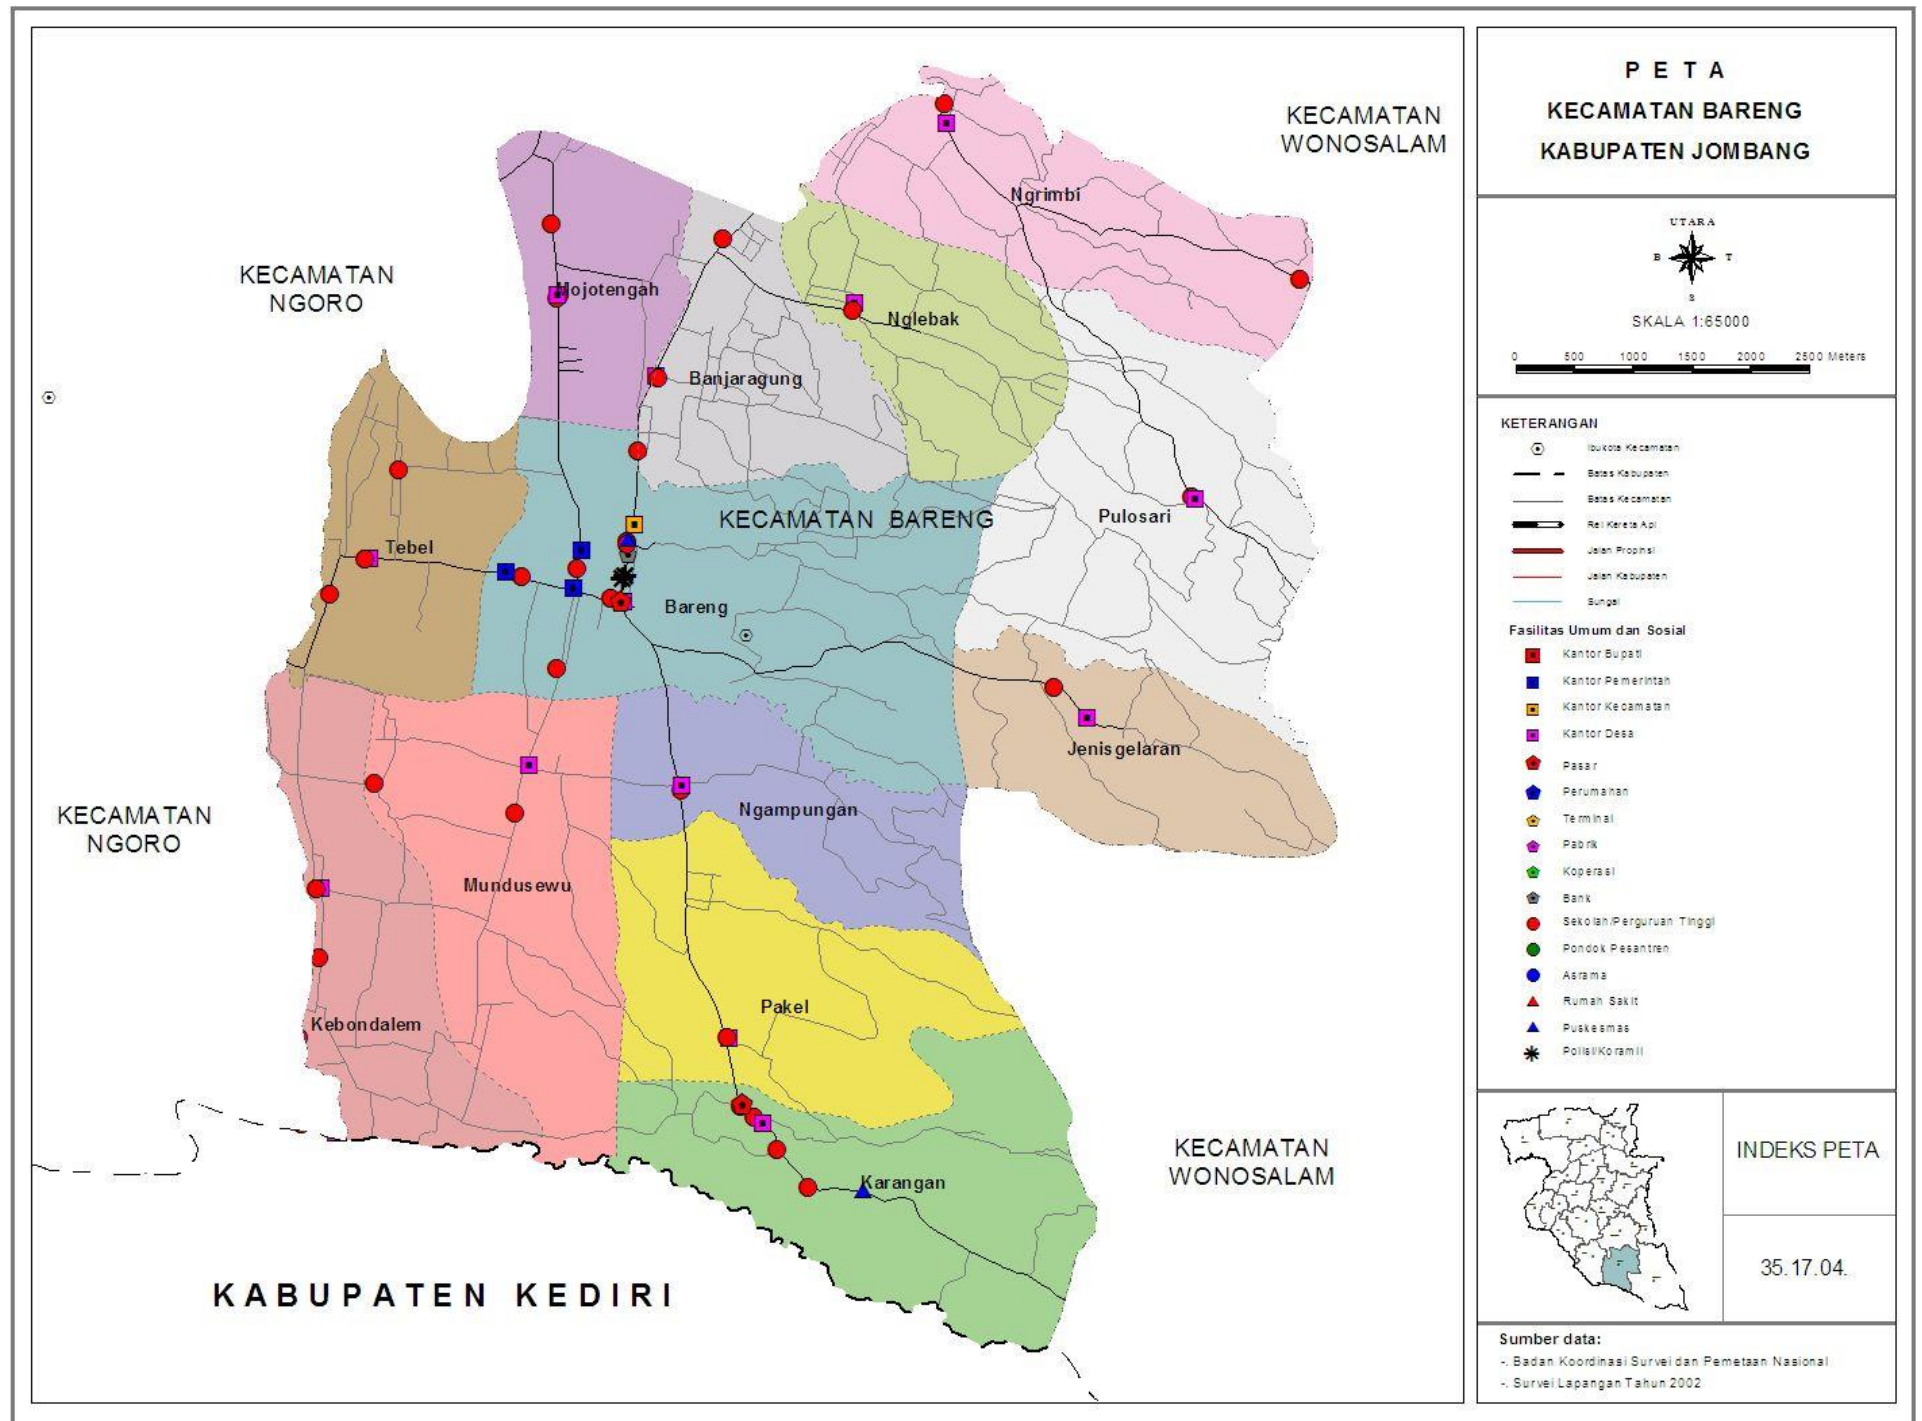 KECAMATAN
WONOSALAM
Ngrimbi
KECAMATAN
NGORO
Mojotengah
Nglebak
Banjaragung
KECAMATAN BARENG
Pulosari
Tebel
Bareng
Jenisgelaran
KECAMATAN
NGORO
Ngampungan
Mundusewu
Pakel
Kebondalem
KECAMATAN
WONOSALAM
Karangan
KABUPATEN KEDIRI
P E T A
KECAMATAN BARENG
KABUPATEN JOMBANG
UTARA
B T
S
SKALA 1:65000
0 500 1000 1500 2000 2500 Meters
KETERANGAN
Ibukota Kecamatan
Batas Kabupaten
Batas Kecamatan
Rel Kereta Api
Jalan Propinsi
Jalan Kabupaten
Sungai
Fasilitas Umum dan Sosial
Kantor Bupati
Kantor Pemerintah
Kantor Kecamatan
Kantor Desa
Pasar
Perumahan
Terminal
Pabrik
Koperasi
Bank
Sekolah/Perguruan Tinggi
Pondok Pesantren
Asrama
Rumah Sakit
Puskesmas
Polisi/Koramil
INDEKS PETA
35.17.04.
Sumber data:
-. Badan Koordinasi Survei dan Pemetaan Nasional
-. Survei Lapangan Tahun 2002